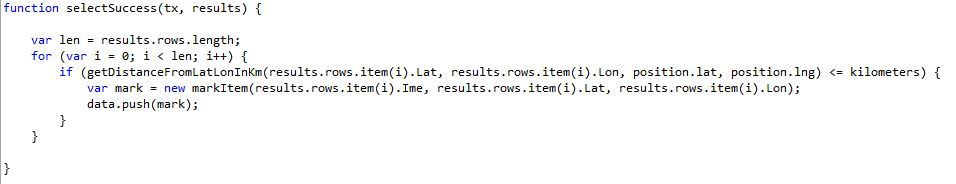 function selectSuccess(tx, results) {
var len = results.rows.length;
for (var i = 0; i < len; i++) {
if (getDistanceFromLatLonInKm(results.rows.item(i).Lat, results.rows.item(i).Lon, position.lat, position.lng) <= kilometers) {
var mark = new markItem(results.rows.item(i).Ime, results.rows.item(i).Lat, results.rows.item(i).Lon);
data.push(mark);
}
}
}